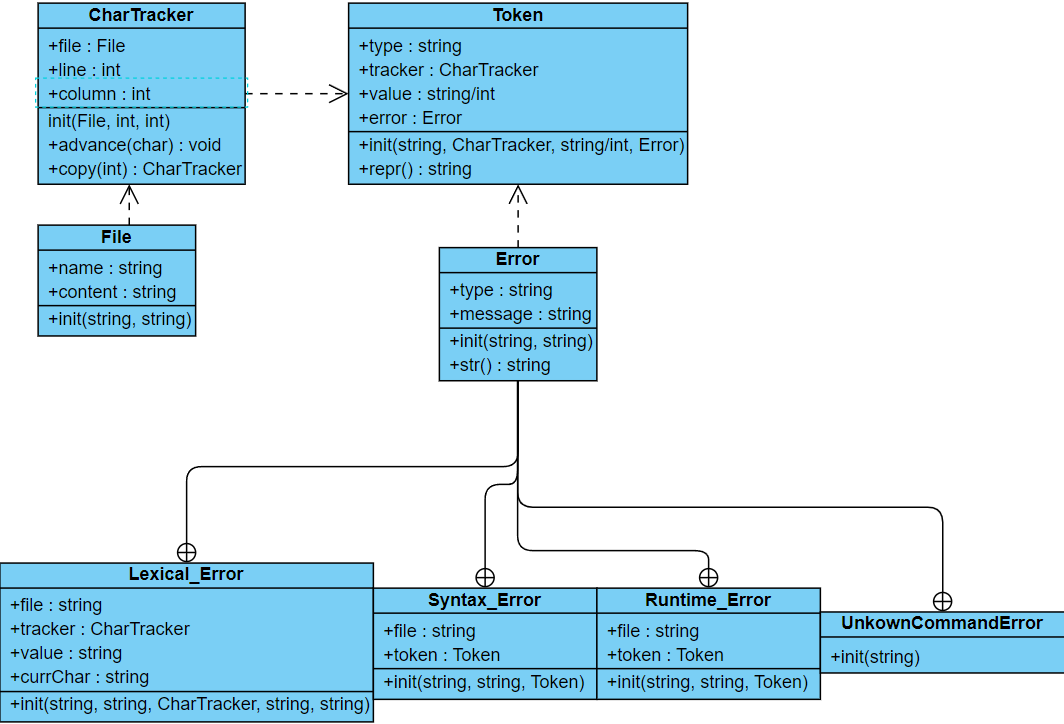 CharTracker
+file : File
+line : int
+column : int
init(File, int, int)
+advance(char) : void
+copy(int) : CharTracker
Token
+type : string
+tracker : CharTracker
+value : string/int
+error : Error
+init(string, CharTracker, string/int, Error)
+repr() : string
File
+name : string
+content : string
+init(string, string)
Error
+type : string
+message : string
+init(string, string)
+str() : string
Lexical_Error
+file : string
+tracker : CharTracker
+value : string
+currChar : string
+init(string, string, CharTracker, string, string)
Syntax_Error
+file : string
+token : Token
+init(string, string, Token)
Runtime_Error
+file : string
+token : Token
+init(string, string, Token)
UnkownCommandError
+init(string)